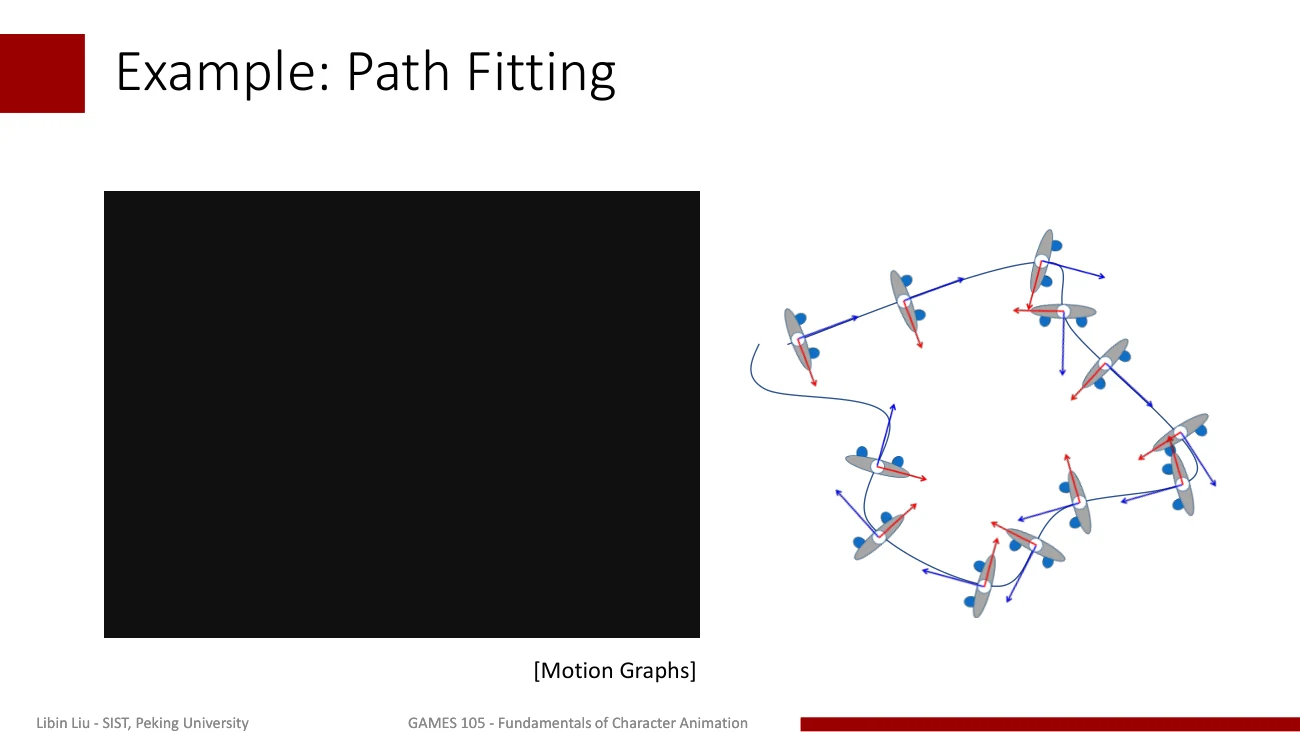 Example: Path Fitting
[Motion Graphs]
Libin Liu - SIST, Peking University
GAMES 105 - Fundamentals of Character Animation